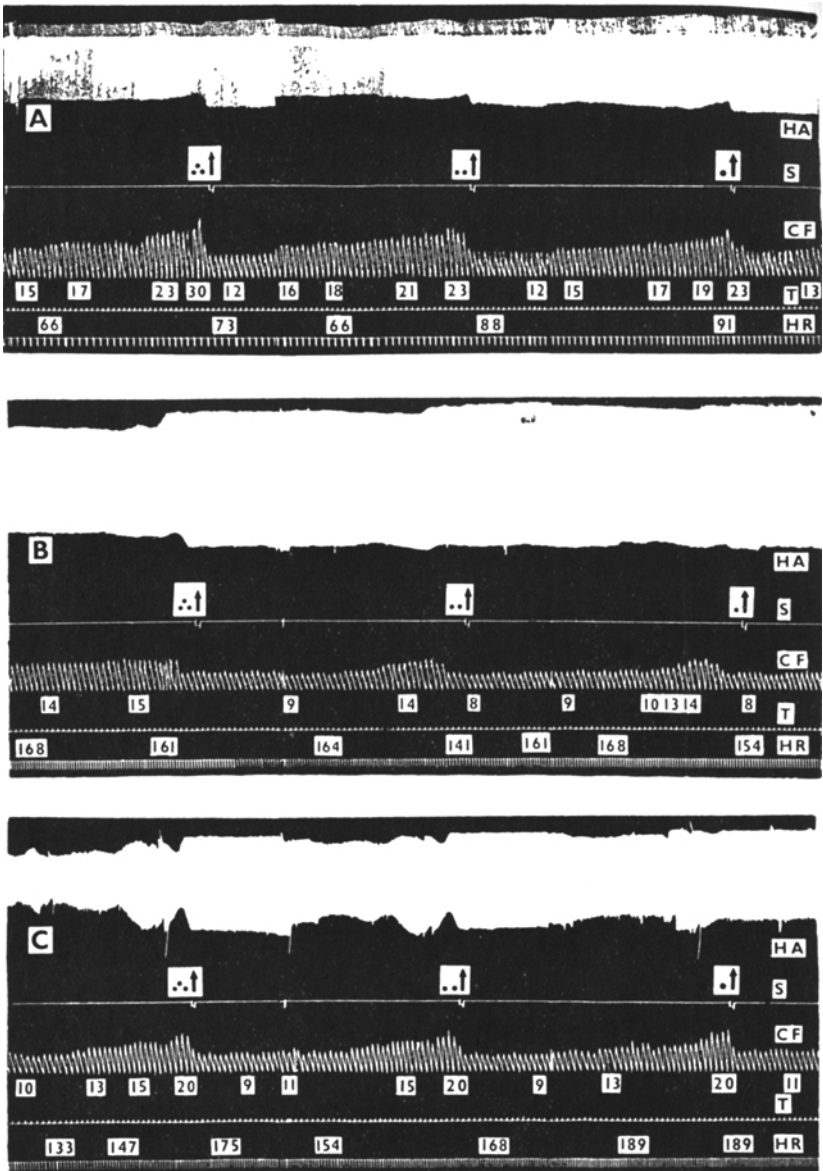 A
HA
S
CF
15 17 23 30 12 16 18 21 23 12 15 17 19 23 T 13
66 73 66 88 91 HR
B
HA
S
CF
14 15 9 14 8 9 10 13 14 8
T
168 161 164 141 161 168 154 HR
C
HA
S
CF
10 13 15 20 9 11 15 20 9 13 20 11
T
133 147 175 154 168 189 189 HR